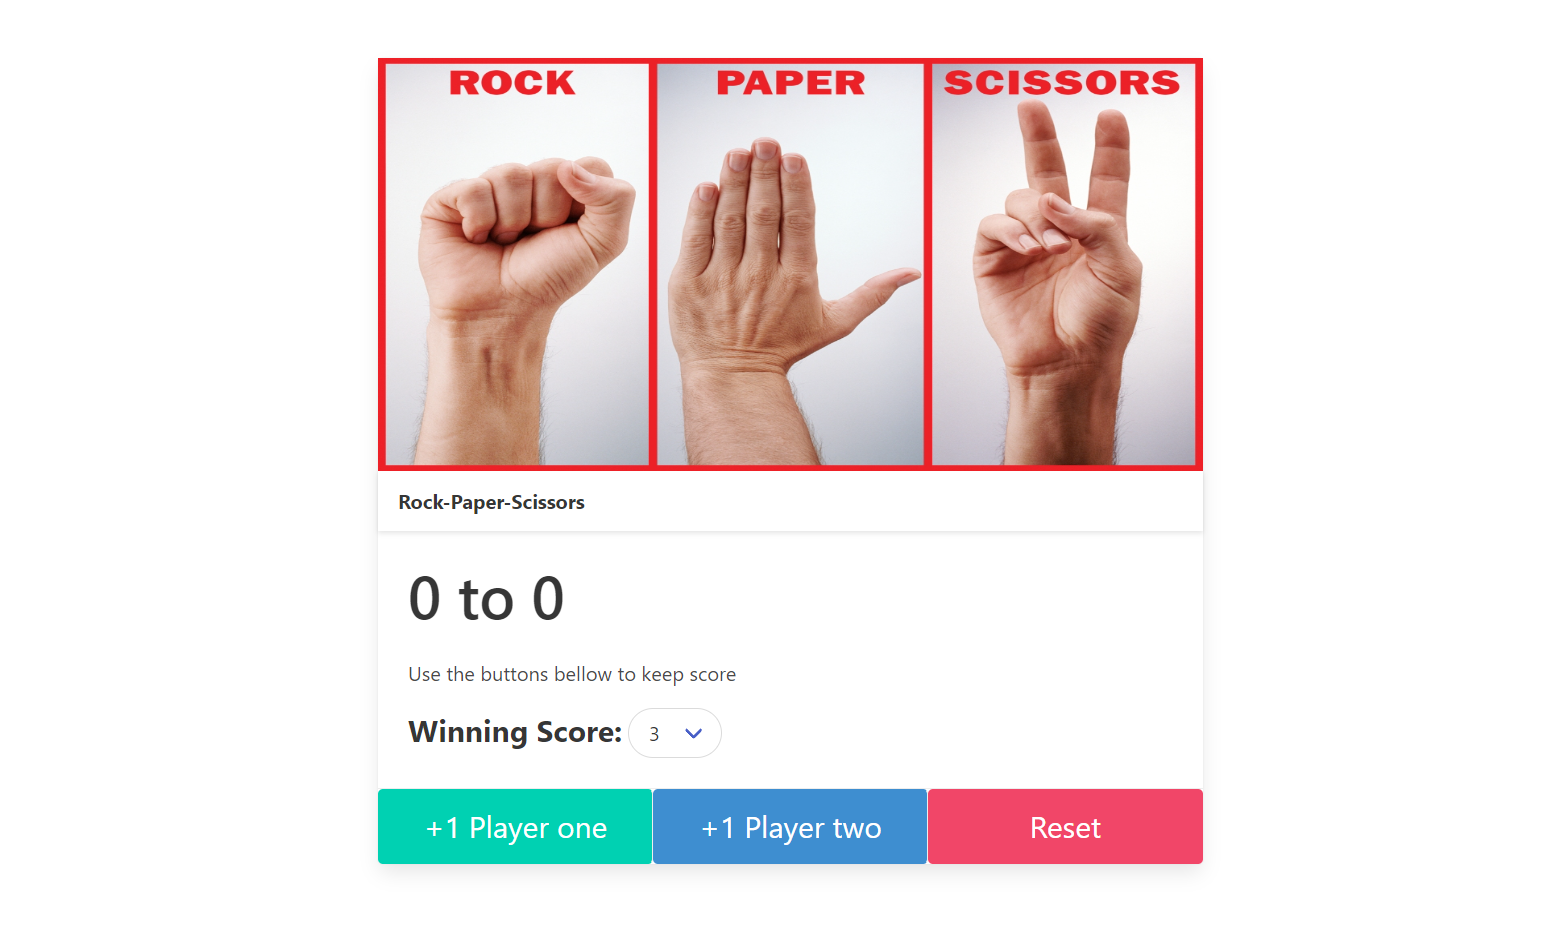 ROCK PAPER SCISSORS
Rock-Paper-Scissors
0 to 0
Use the buttons bellow to keep score
Winning Score: 3
+1 Player one +1 Player two Reset